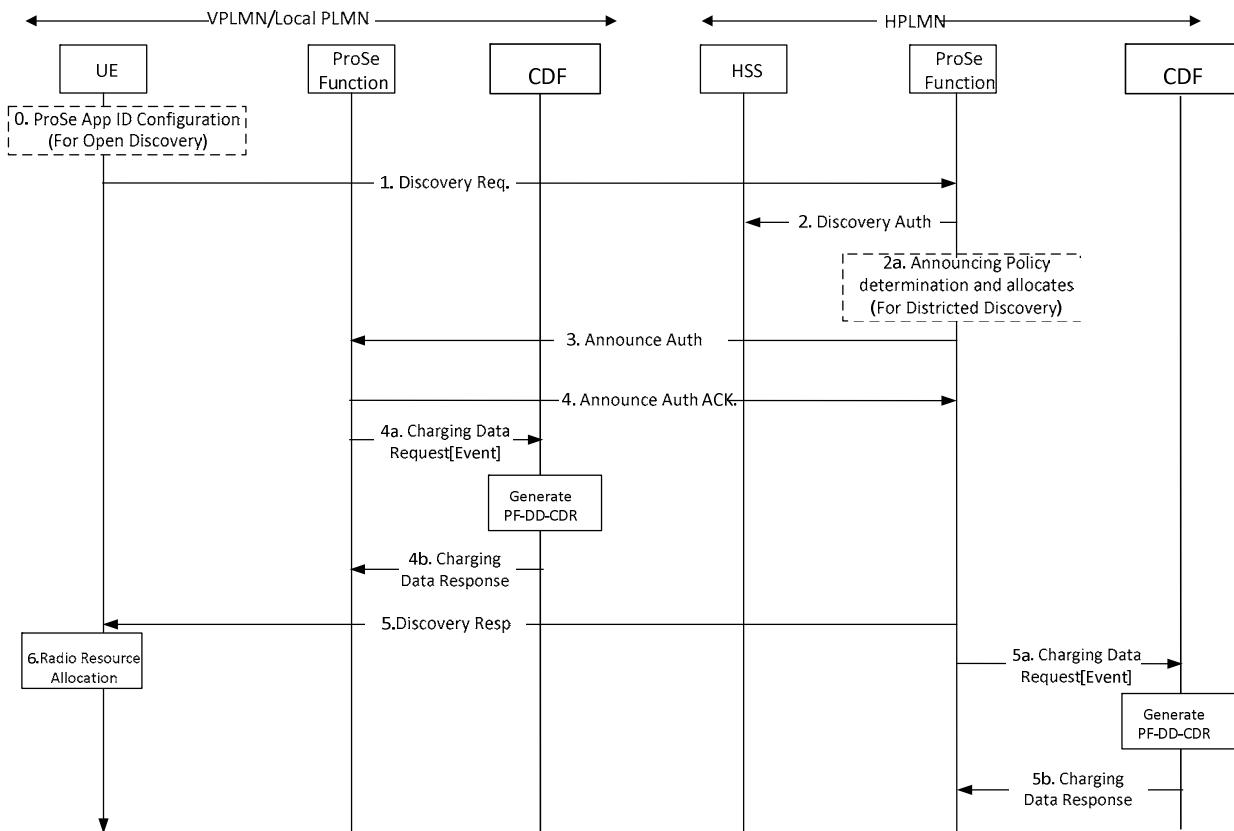 VPLMN/Local PLMN
HPLMN
UE
ProSe
Function
CDF
HSS
ProSe
Function
CDF
0. ProSe App ID Configuration
(For Open Discovery)
1. Discovery Req.
2. Discovery Auth
2a. Announcing Policy
determination and allocates
(For Districted Discovery)
3. Announce Auth
4. Announce Auth ACK.
4a. Charging Data
Request[Event]
Generate
PF-DD-CDR
4b. Charging
Data Response
5.Discovery Resp
6.Radio Resource
Allocation
5a. Charging Data
Request[Event]
Generate
PF-DD-CDR
5b. Charging
Data Response